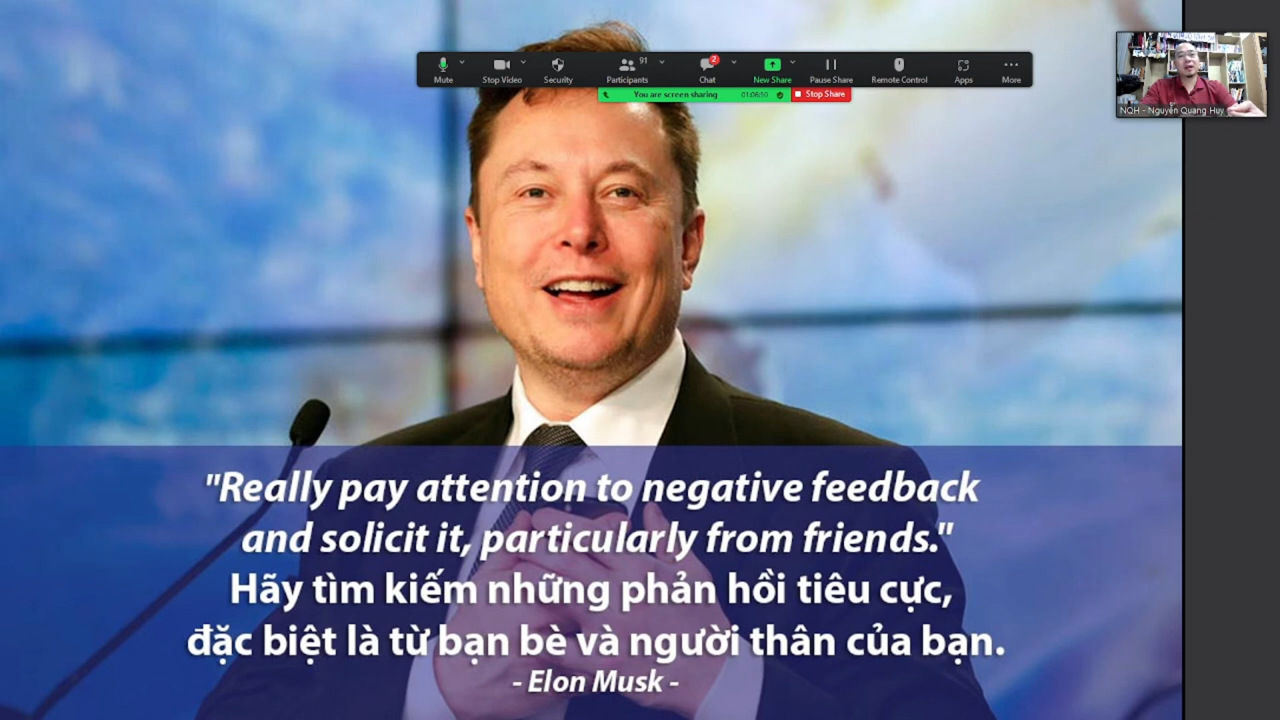 91
2
Mute
Stop Video
Security
Participants
Chat
New Share
Pause Share
Remote Control
Apps
More
You are screen sharing
01:06:50
Stop Share
NQH - Nguyễn Quang Huy
"Really pay attention to negative feedback
and solicit it, particularly from friends."
Hãy tìm kiếm những phản hồi tiêu cực,
đặc biệt là từ bạn bè và người thân của bạn.
- Elon Musk -